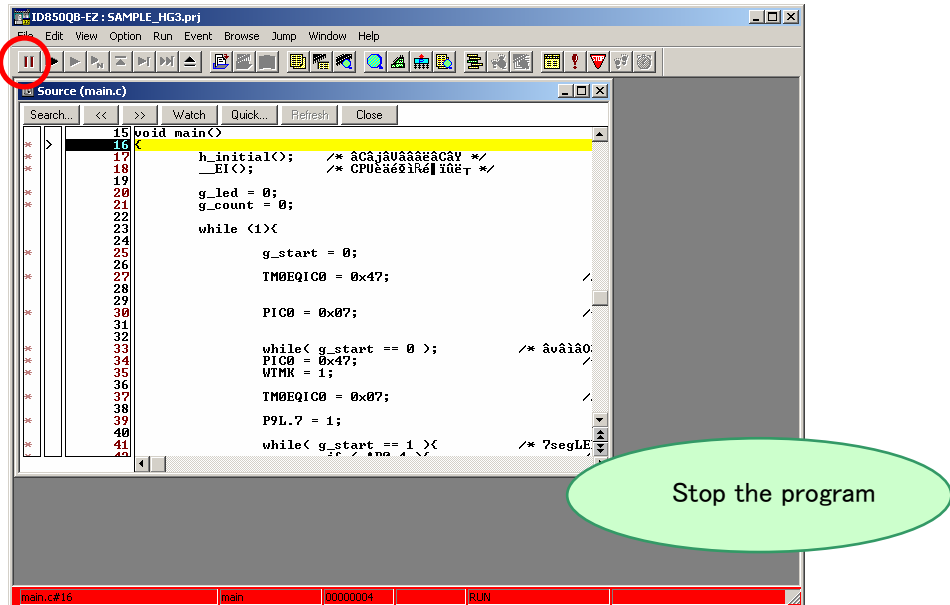 ID850QB-EZ : SAMPLE_HG3.prj
File Edit View Option Run Event Browse Jump Window Help
Source (main.c)
Search... << >> Watch Quick... Refresh Close
15 void main()
> 16 {
* 17 h_initial(); /* */
* 18 __EI(); /* */
19
* 20 g_led = 0;
* 21 g_count = 0;
22
23 while (1){
24
* 25 g_start = 0;
26
* 27 TM0EQIC0 = 0x47; /
28
29
* 30 PIC0 = 0x07; /
31
32
* 33 while( g_start == 0 ); /*
* 34 PIC0 = 0x47; /
* 35 WTMK = 1;
36
* 37 TM0EQIC0 = 0x07; /
38
* 39 P9L.7 = 1;
40
* 41 while( g_start == 1 ){ /* 7segLE
42
Stop the program
main.c#16 main 00000004 RUN